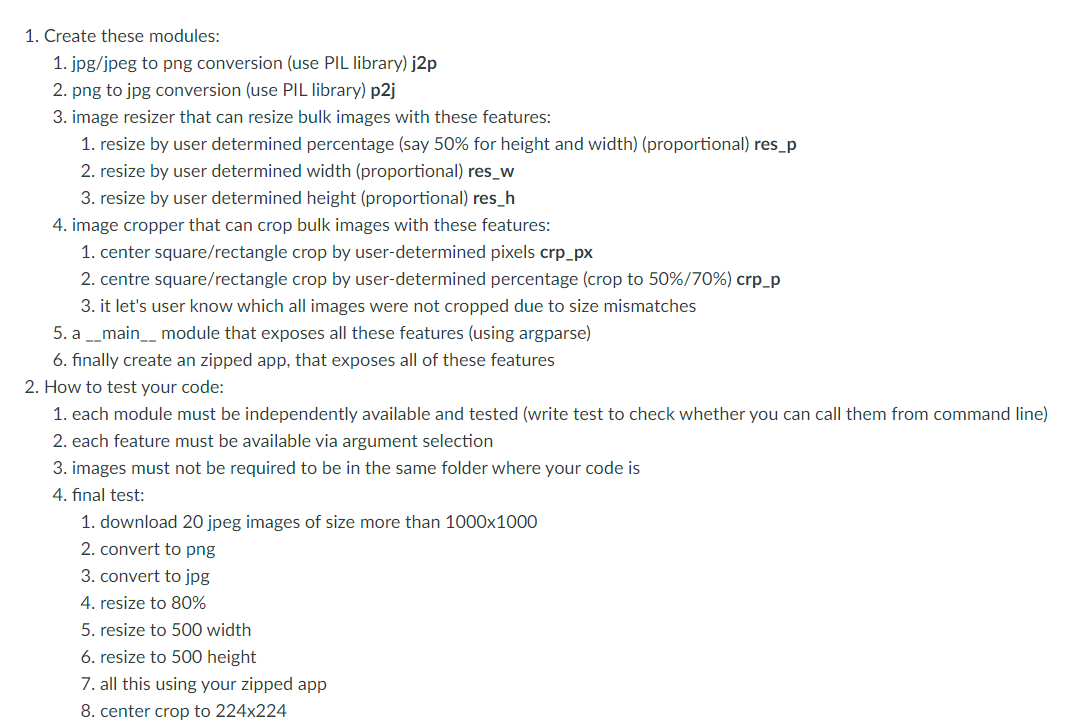 1. Create these modules:
1. jpg/jpeg to png conversion (use PIL library) j2p
2. png to jpg conversion (use PIL library) p2j
3. image resizer that can resize bulk images with these features:
1. resize by user determined percentage (say 50% for height and width) (proportional) res_p
2. resize by user determined width (proportional) res_w
3. resize by user determined height (proportional) res_h
4. image cropper that can crop bulk images with these features:
1. center square/rectangle crop by user-determined pixels crp_px
2. centre square/rectangle crop by user-determined percentage (crop to 50%/70%) crp_p
3. it let's user know which all images were not cropped due to size mismatches
5. a __main__ module that exposes all these features (using argparse)
6. finally create an zipped app, that exposes all of these features
2. How to test your code:
1. each module must be independently available and tested (write test to check whether you can call them from command line)
2. each feature must be available via argument selection
3. images must not be required to be in the same folder where your code is
4. final test:
1. download 20 jpeg images of size more than 1000x1000
2. convert to png
3. convert to jpg
4. resize to 80%
5. resize to 500 width
6. resize to 500 height
7. all this using your zipped app
8. center crop to 224x224